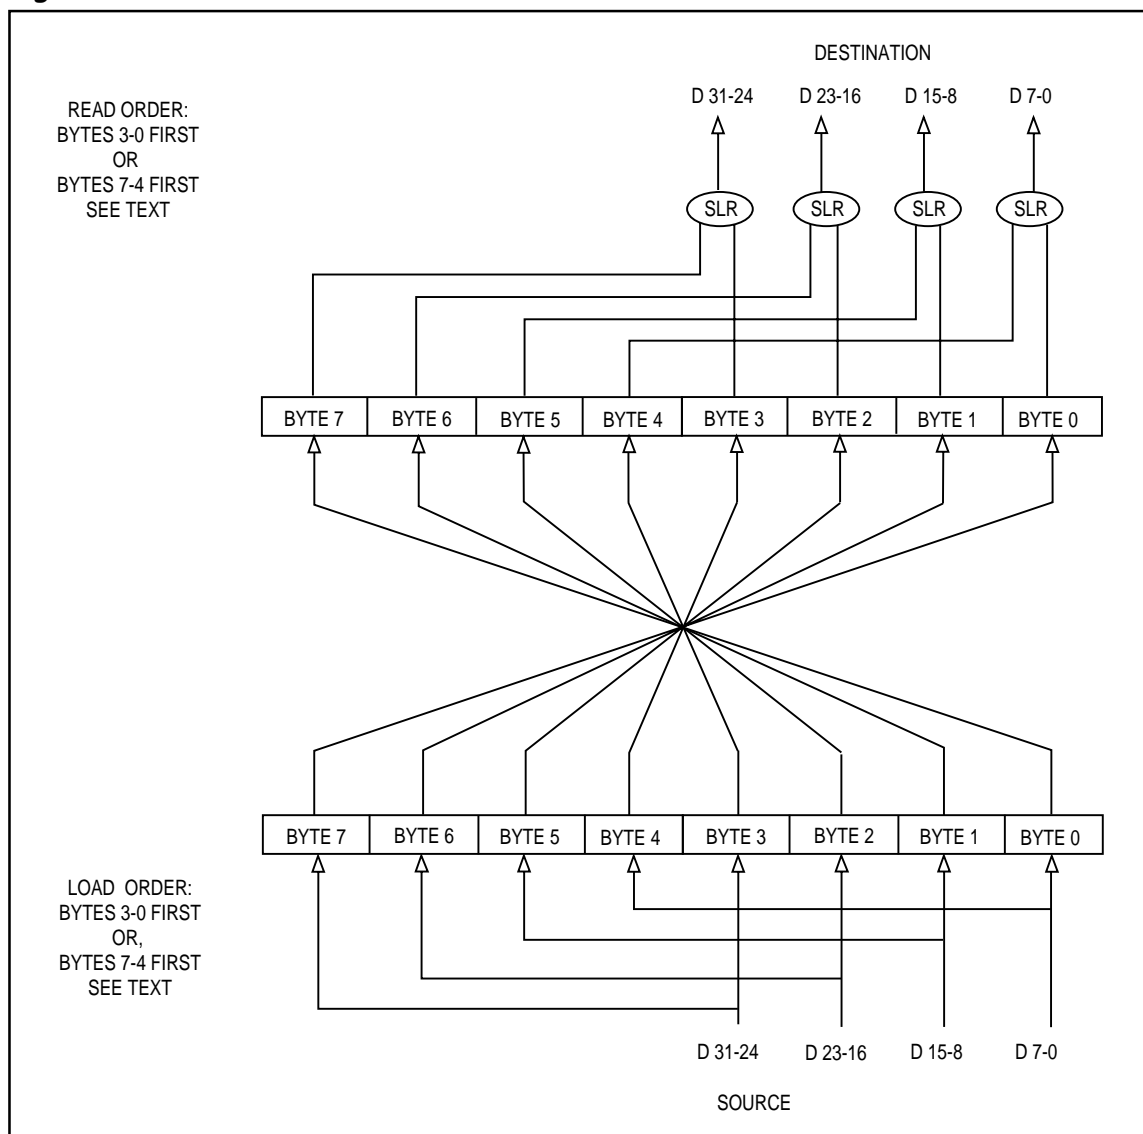 DESTINATION
D 31-24 D 23-16 D 15-8 D 7-0
READ ORDER:
BYTES 3-0 FIRST
OR
BYTES 7-4 FIRST
SEE TEXT
SLR SLR SLR SLR
BYTE 7 BYTE 6 BYTE 5 BYTE 4 BYTE 3 BYTE 2 BYTE 1 BYTE 0
BYTE 7 BYTE 6 BYTE 5 BYTE 4 BYTE 3 BYTE 2 BYTE 1 BYTE 0
LOAD ORDER:
BYTES 3-0 FIRST
OR,
BYTES 7-4 FIRST
SEE TEXT
D 31-24 D 23-16 D 15-8 D 7-0
SOURCE